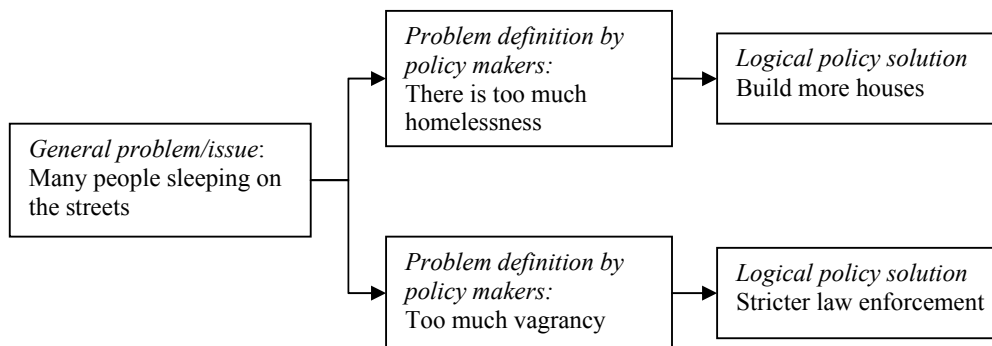 General problem/issue:
Many people sleeping on
the streets
Problem definition by
policy makers:
There is too much
homelessness
Logical policy solution
Build more houses
Problem definition by
policy makers:
Too much vagrancy
Logical policy solution
Stricter law enforcement